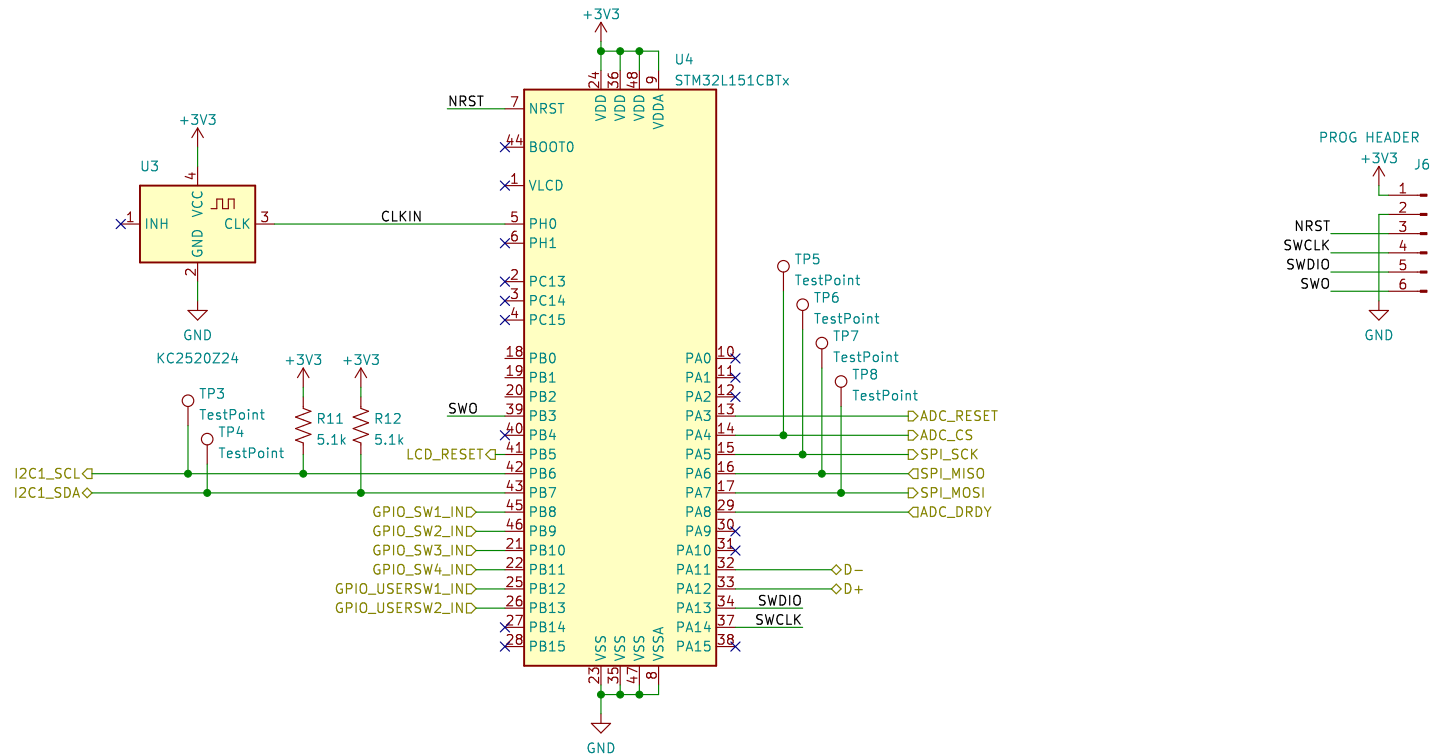 +3V3
U4
STM32L151CBTx
24
36
48
9
VDD
VDD
VDD
VDDA
NRST
7
NRST
44
BOOT0
1
VLCD
5
PH0
6
PH1
2
PC13
3
PC14
4
PC15
18
PB0
19
PB1
20
PB2
SWO
39
PB3
40
PB4
LCD_RESET
41
PB5
I2C1_SCL
42
PB6
I2C1_SDA
43
PB7
GPIO_SW1_IN
45
PB8
GPIO_SW2_IN
46
PB9
GPIO_SW3_IN
21
PB10
GPIO_SW4_IN
22
PB11
GPIO_USERSW1_IN
25
PB12
GPIO_USERSW2_IN
26
PB13
27
PB14
28
PB15
PA0
10
PA1
11
PA2
12
PA3
13
ADC_RESET
PA4
14
ADC_CS
PA5
15
SPI_SCK
PA6
16
SPI_MISO
PA7
17
SPI_MOSI
PA8
29
ADC_DRDY
PA9
30
PA10
31
PA11
32
D-
PA12
33
D+
PA13
34
SWDIO
PA14
37
SWCLK
PA15
38
VSS
VSS
VSS
VSSA
23
35
47
8
GND
+3V3
U3
4
VCC
1
INH
CLK
3
CLKIN
GND
2
GND
KC2520Z24
+3V3
+3V3
R11
5.1k
R12
5.1k
TP3
TestPoint
TP4
TestPoint
TP5
TestPoint
TP6
TestPoint
TP7
TestPoint
TP8
TestPoint
PROG HEADER
+3V3
J6
1
2
NRST
3
SWCLK
4
SWDIO
5
SWO
6
GND